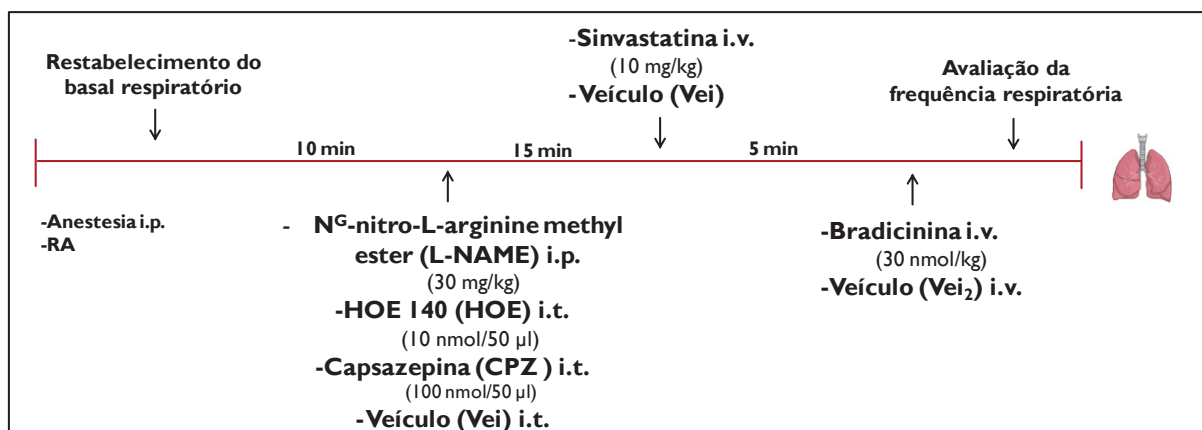 Restabelecimento do
basal respiratório
-Sinvastatina i.v.
(10 mg/kg)
-Veículo (Vei)
Avaliação da
frequência respiratória
10 min
15 min
5 min
-Anestesia i.p.
-RA
- Nᴳ-nitro-L-arginine methyl
ester (L-NAME) i.p.
(30 mg/kg)
-HOE 140 (HOE) i.t.
(10 nmol/50 µl)
-Capsazepina (CPZ ) i.t.
(100 nmol/50 µl)
-Veículo (Vei) i.t.
-Bradicinina i.v.
(30 nmol/kg)
-Veículo (Vei₂) i.v.